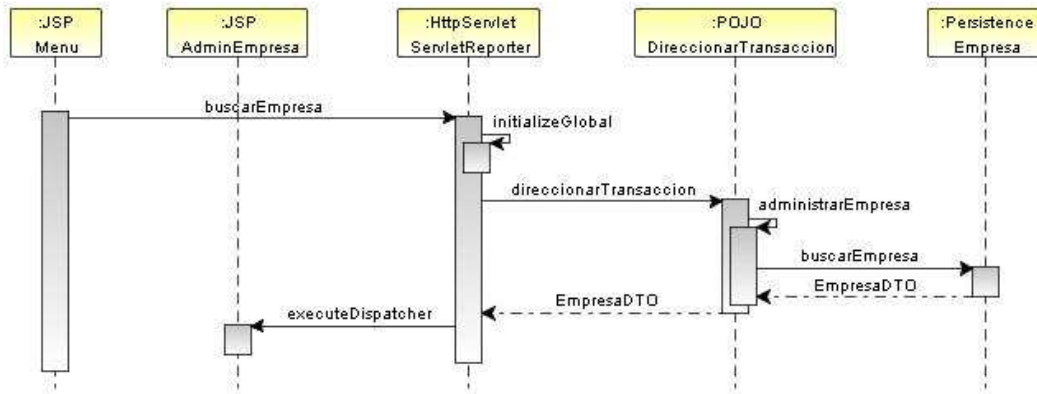 :JSP
Menu
:JSP
AdminEmpresa
:HttpServlet
ServletReporter
:POJO
DireccionarTransaccion
:Persistence
Empresa
buscarEmpresa
initializeGlobal
direccionarTransaccion
administrarEmpresa
buscarEmpresa
EmpresaDTO
EmpresaDTO
executeDispatcher